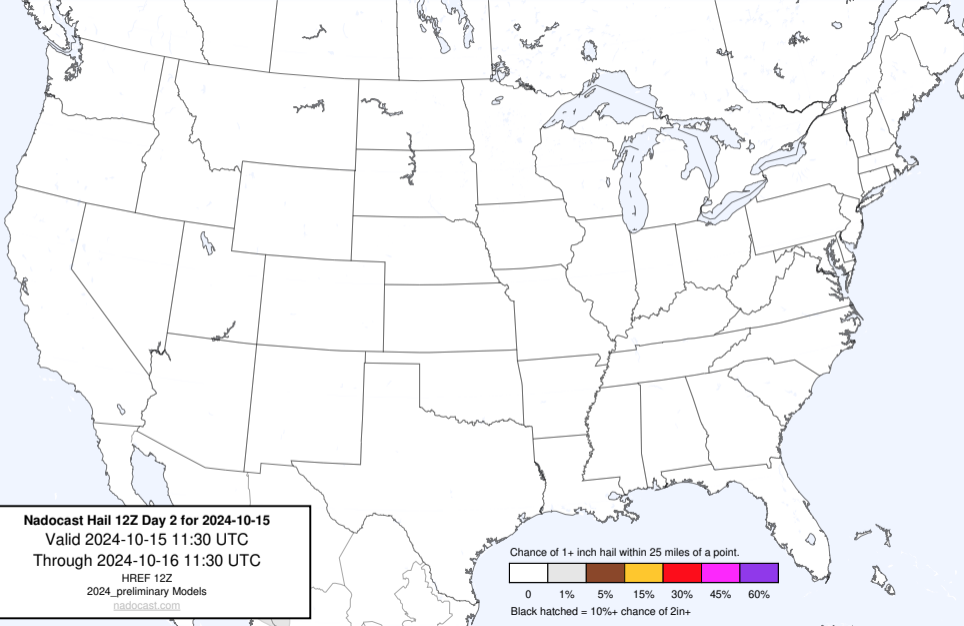 Nadocast Hail 12Z Day 2 for 2024-10-15
Valid 2024-10-15 11:30 UTC
Through 2024-10-16 11:30 UTC
HREF 12Z
2024_preliminary Models
nadocast.com
Chance of 1+ inch hail within 25 miles of a point.
0 1% 5% 15% 30% 45% 60%
Black hatched = 10%+ chance of 2in+